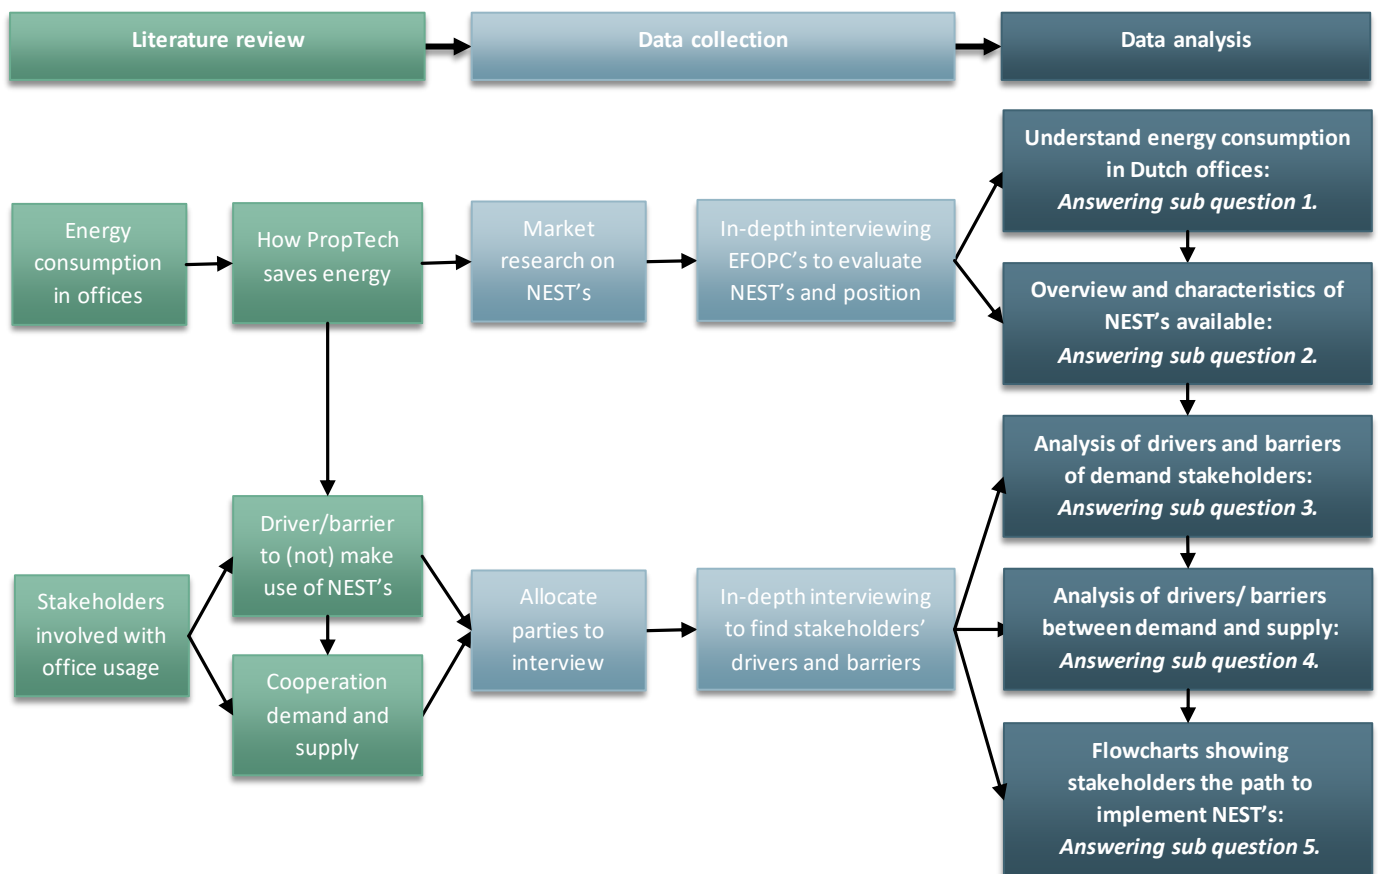 Literature review
Data collection
Data analysis
Energy
consumption
in offices
How PropTech
saves energy
Market
research on
NEST's
In-depth interviewing
EFOPC's to evaluate
NEST's and position
Understand energy consumption
in Dutch offices:
Answering sub question 1.
Overview and characteristics of
NEST's available:
Answering sub question 2.
Stakeholders
involved with
office usage
Driver/barrier
to (not) make
use of NEST's
Cooperation
demand and
supply
Allocate
parties to
interview
In-depth interviewing
to find stakeholders'
drivers and barriers
Analysis of drivers and barriers
of demand stakeholders:
Answering sub question 3.
Analysis of drivers/ barriers
between demand and supply:
Answering sub question 4.
Flowcharts showing
stakeholders the path to
implement NEST's:
Answering sub question 5.